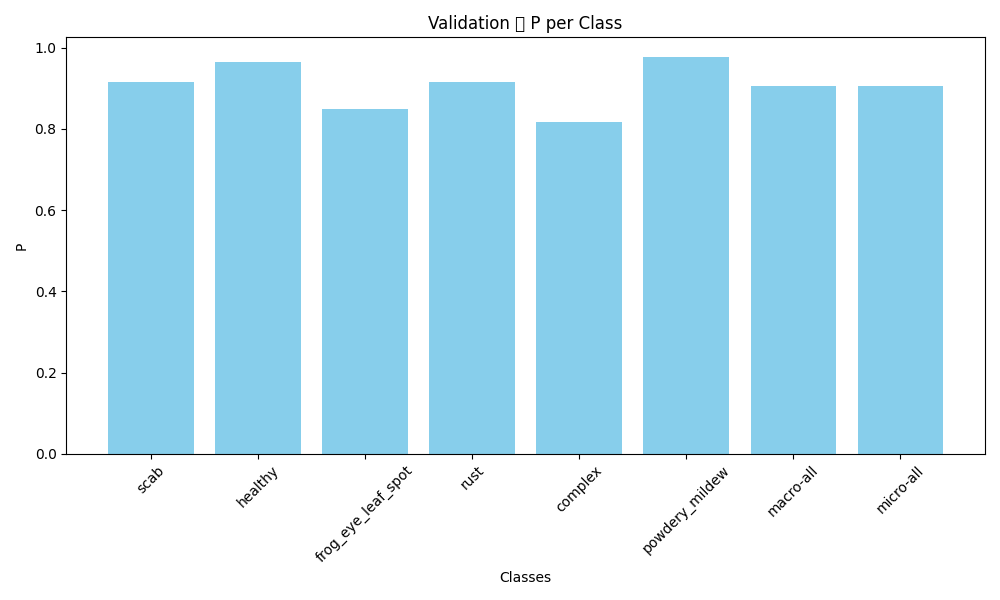 Validation P per Class
1.0
0.8
0.6
0.4
0.2
0.0
P
scab
healthy
frog_eye_leaf_spot
rust
complex
powdery_mildew
macro-all
micro-all
Classes